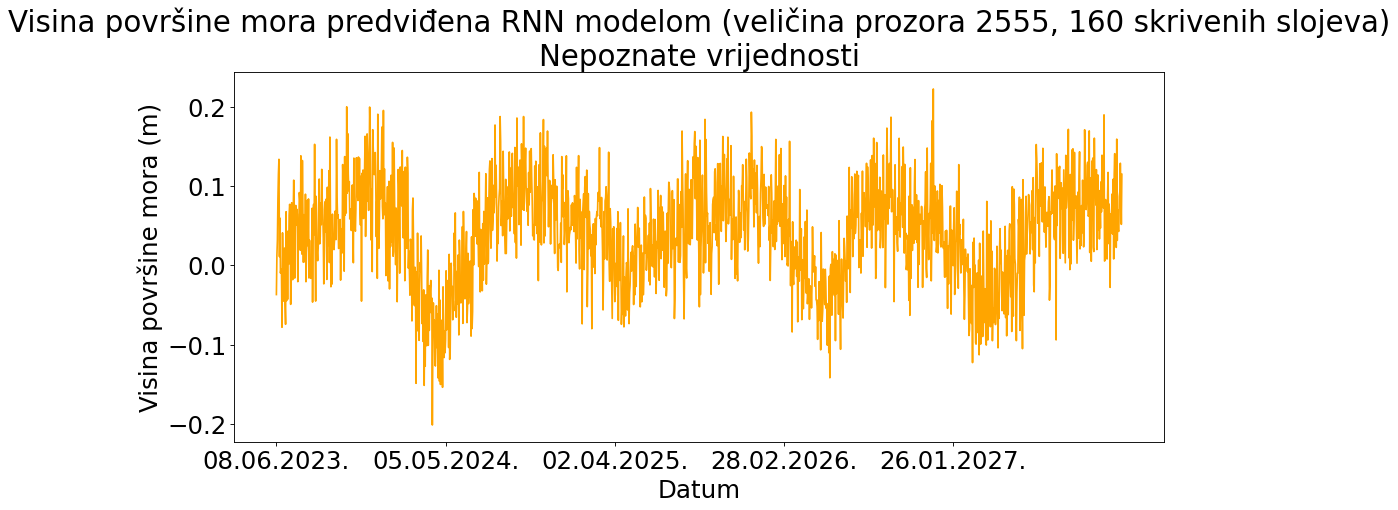 Visina površine mora predviđena RNN modelom (veličina prozora 2555, 160 skrivenih slojeva)
Nepoznate vrijednosti
Visina površine mora (m)
0.2
0.1
0.0
−0.1
−0.2
08.06.2023. 05.05.2024. 02.04.2025. 28.02.2026. 26.01.2027.
Datum